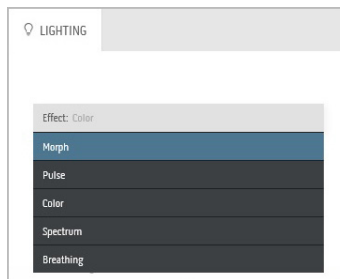 LIGHTING
Effect: Color
Morph
Pulse
Color
Spectrum
Breathing